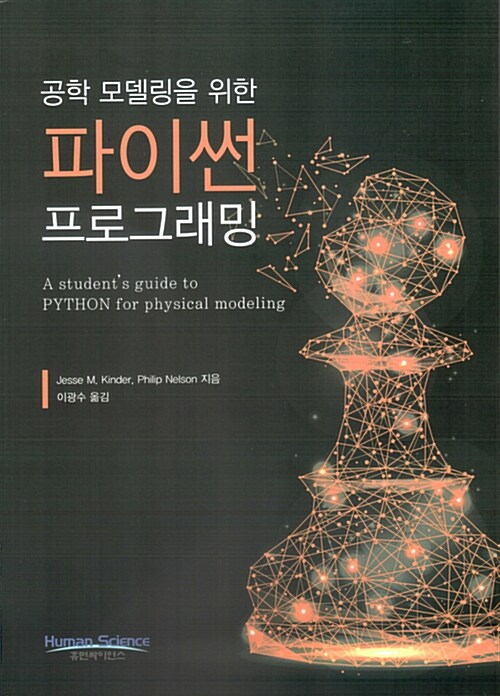 공학 모델링을 위한
파이썬
프로그래밍
A student's guide to
PYTHON for physical modeling
Jesse M. Kinder, Philip Nelson 지음
이광수 옮김
Human Science
휴먼싸이언스